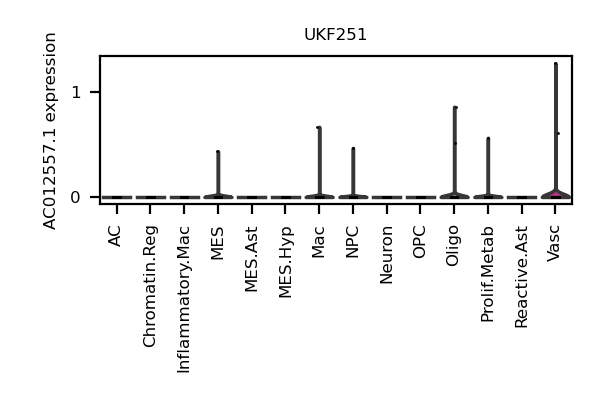 UKF251
AC012557.1 expression
1
0
AC
Chromatin.Reg
Inflammatory.Mac
MES
MES.Ast
MES.Hyp
Mac
NPC
Neuron
OPC
Oligo
Prolif.Metab
Reactive.Ast
Vasc